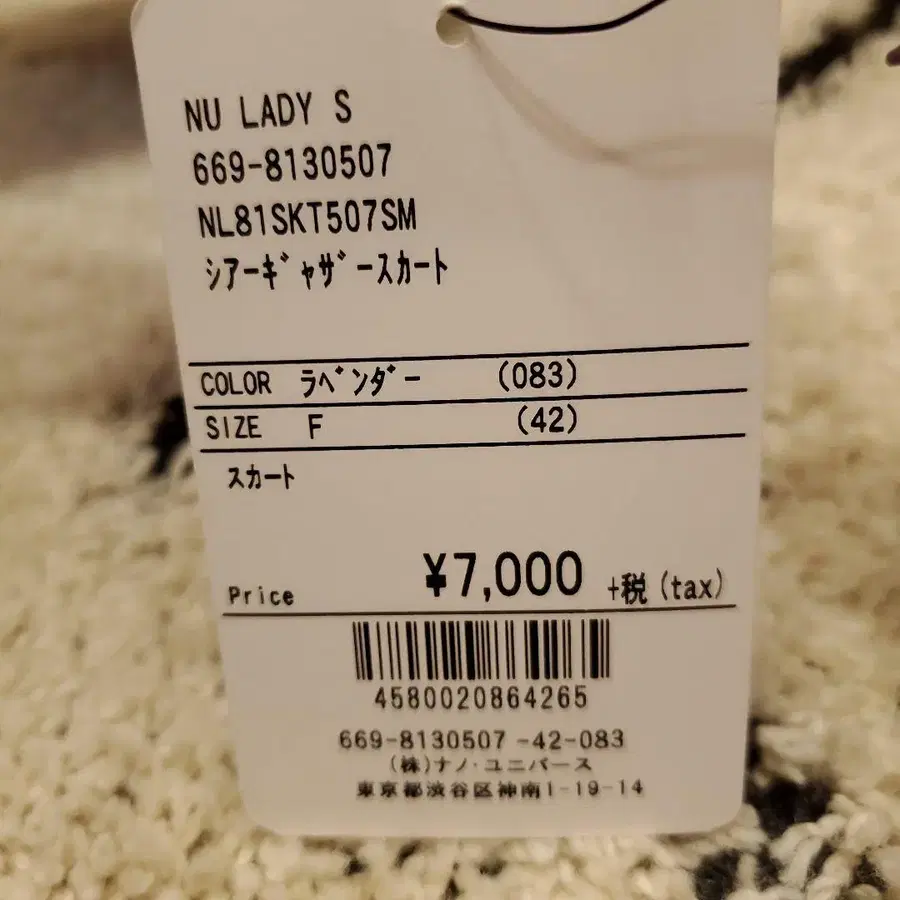 NU LADY S
669-8130507
NL81SKT507SM
ｼｱｰｷﾞｬｻﾞｰｽｶｰﾄ
COLOR ﾗﾍﾞﾝﾀﾞｰ (083)
SIZE F (42)
ｽｶｰﾄ
Price ¥7,000 +税(tax)
4580020864265
669-8130507 -42-083
(株)ナノ・ユニバース
東京都渋谷区神南1-19-14